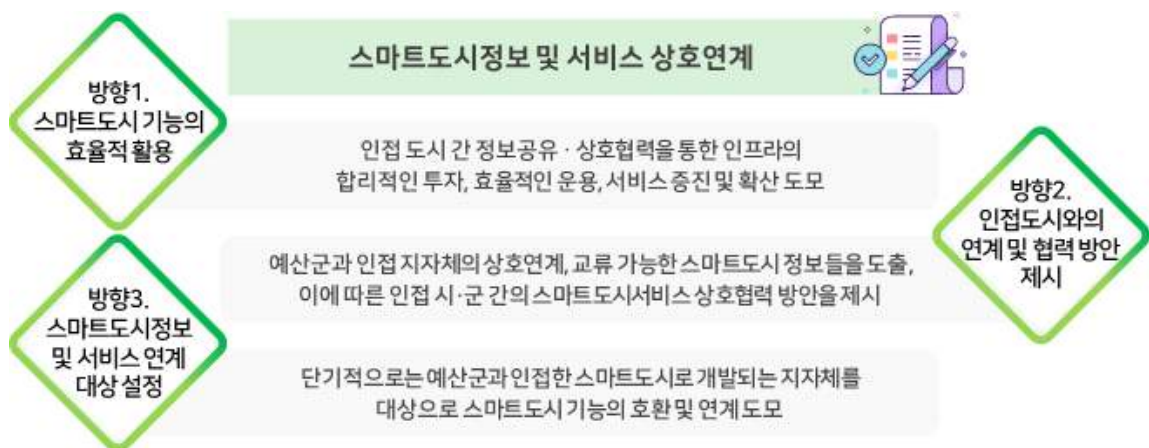 스마트도시정보 및 서비스 상호연계
방향1.
스마트도시 기능의
효율적 활용
인접 도시 간 정보공유 · 상호협력을 통한 인프라의
합리적인 투자, 효율적인 운용, 서비스 증진 및 확산 도모
방향2.
인접도시와의
연계 및 협력 방안
제시
예산군과 인접 지자체의 상호연계, 교류 가능한 스마트도시 정보들을 도출,
이에 따른 인접 시·군 간의 스마트도시서비스 상호협력 방안을 제시
방향3.
스마트도시정보
및 서비스 연계
대상 설정
단기적으로는 예산군과 인접한 스마트도시로 개발되는 지자체를
대상으로 스마트도시 기능의 호환 및 연계 도모